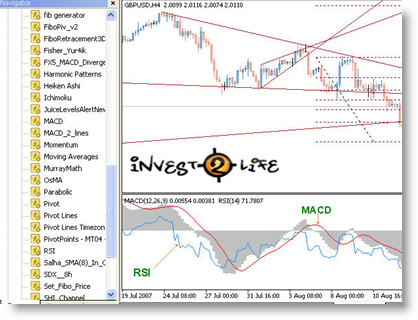 Navigator
fib generator
FiboPiv_v2
FiboRetracement3D
Fisher_Yur4ik
FX5_MACD_Diverge
Harmonic Patterns
Heiken Ashi
Ichimoku
JuiceLevelsAlertNew
MACD
MACD_2_lines
Momentum
Moving Averages
MurrayMath
OsMA
Parabolic
Pivot
Pivot Lines
Pivot Lines Timezon
PivotPoints - MT04 -
RSI
Salha_SMA(8)_In_C
SDX__8h
Set_Fibo_Price
SHI_Channel
GBPUSD,H4 2.0099 2.0116 2.0074 2.0110
INVEST 2 LIFE
MACD(12,26,9) 0.00554 0.00381 RSI(14) 71.7807
MACD
RSI
19 Jul 2007 24 Jul 08:00 27 Jul 00:00 31 Jul 16:00 3 Aug 08:00 8 Aug 00:00 10 Aug 16